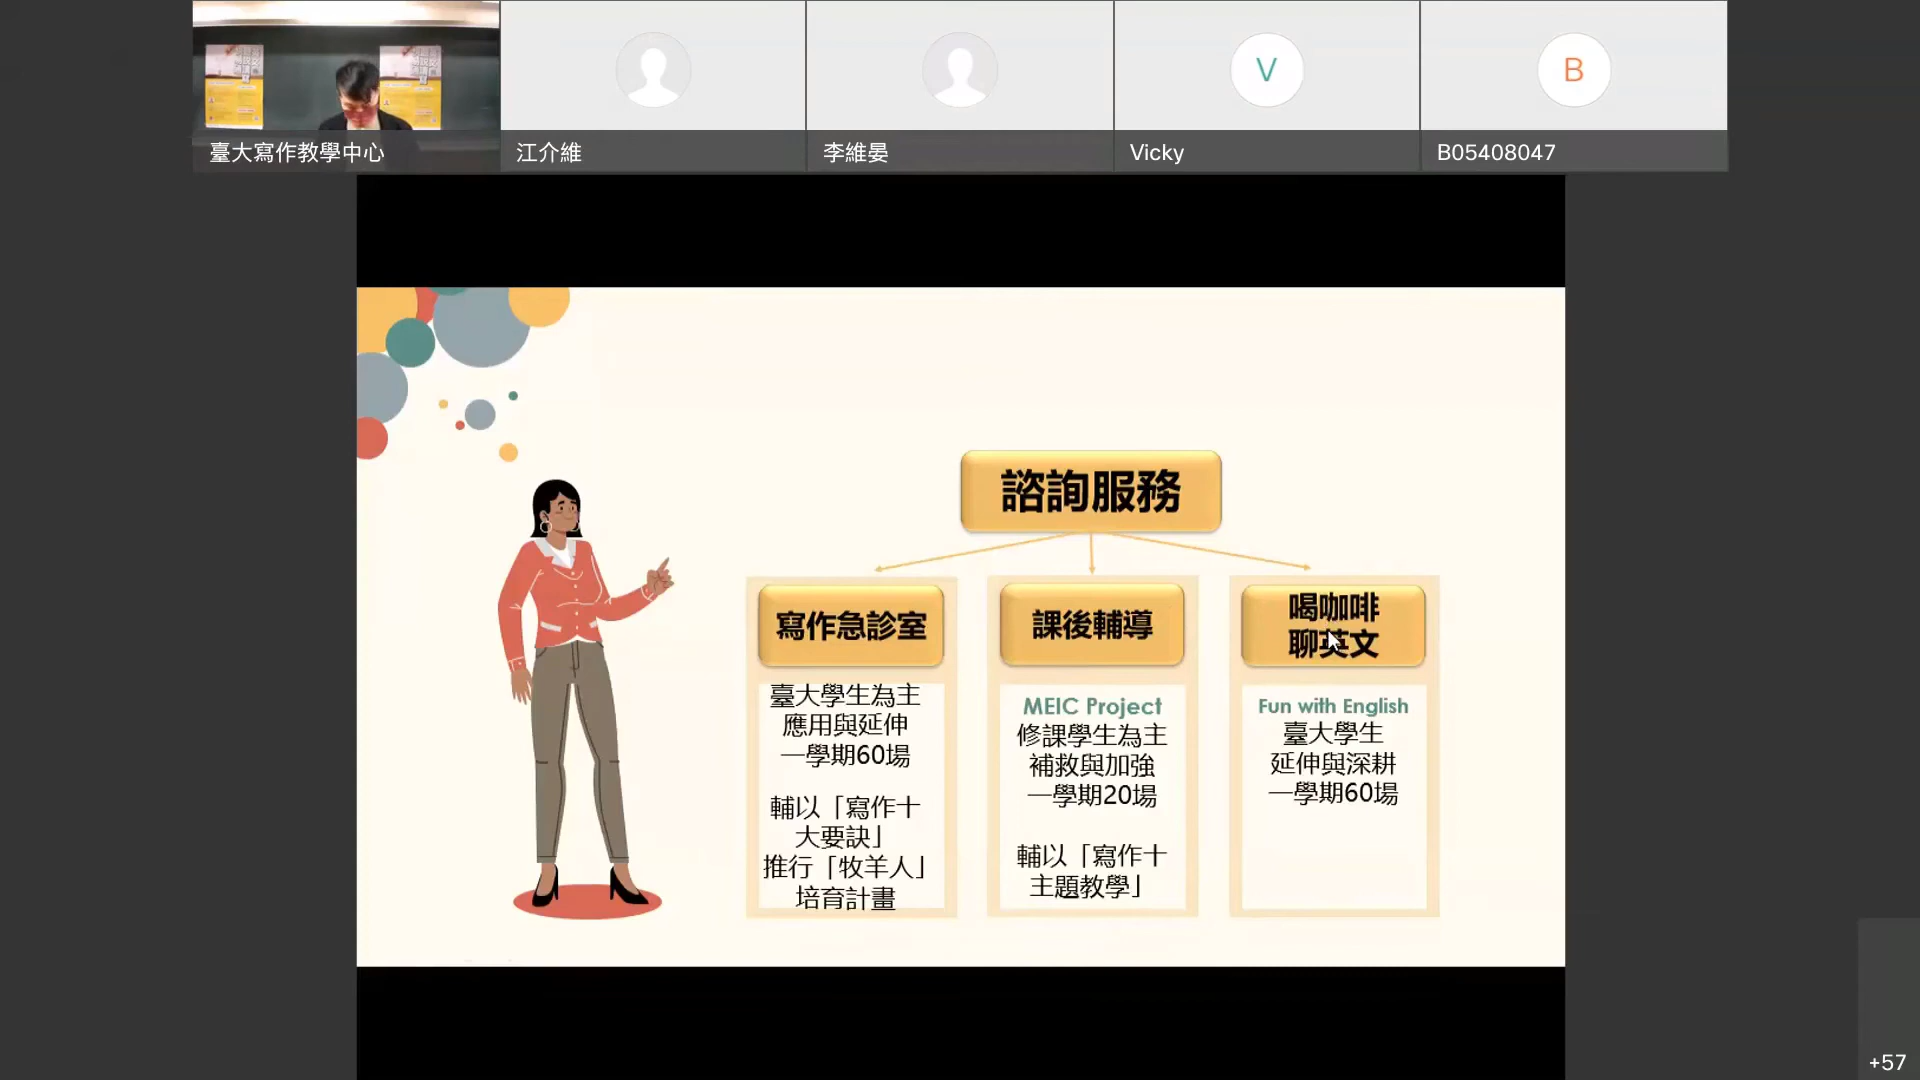 臺大寫作教學中心
江介維
李維晏
V
Vicky
B
B05408047
諮詢服務
寫作急診室
臺大學生為主
應用與延伸
一學期60場
輔以「寫作十
大要訣」
推行「牧羊人」
培育計畫
課後輔導
MEIC Project
修課學生為主
補救與加強
一學期20場
輔以「寫作十
主題教學」
喝咖啡
聊英文
Fun with English
臺大學生
延伸與深耕
一學期60場
+57